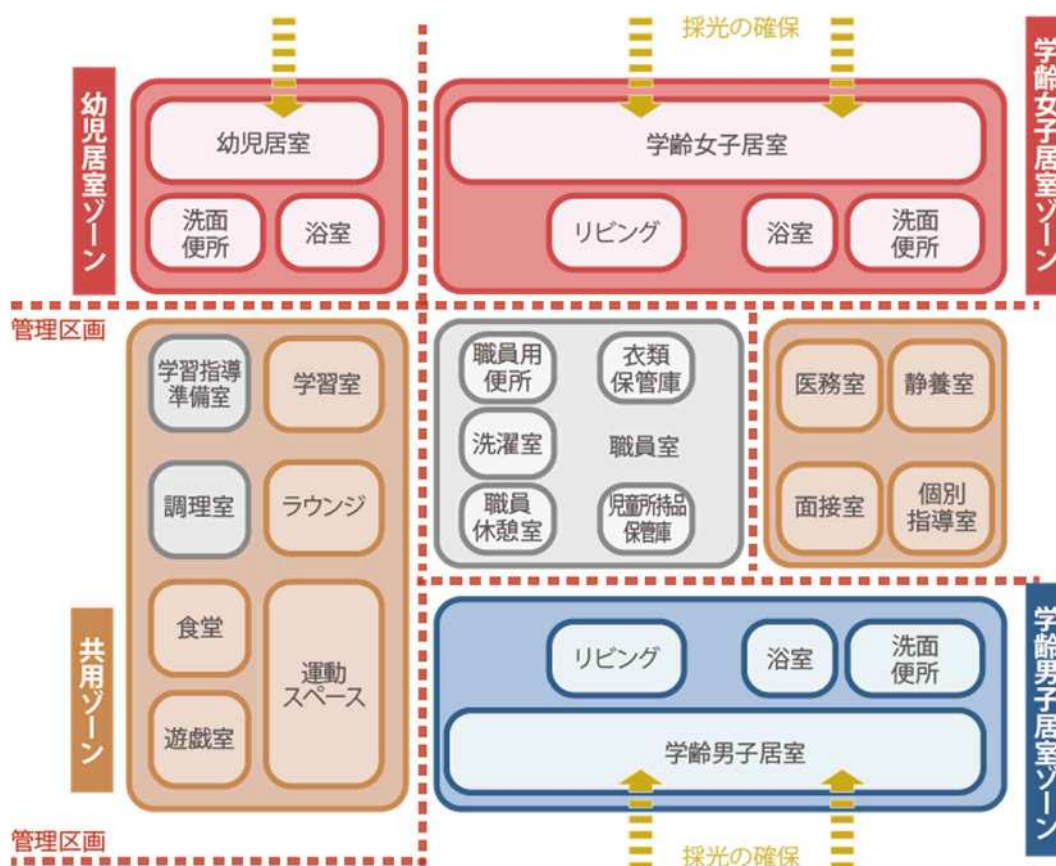 採光の確保
幼児居室ゾーン
幼児居室
洗面
便所
浴室
学齢女子居室ゾーン
学齢女子居室
リビング
浴室
洗面
便所
管理区画
学習指導
準備室
学習室
調理室
ラウンジ
食堂
運動
スペース
遊戯室
共用ゾーン
職員用
便所
衣類
保管庫
洗濯室
職員室
職員
休憩室
児童所持品
保管庫
医務室
静養室
面接室
個別
指導室
学齢男子居室ゾーン
リビング
浴室
洗面
便所
学齢男子居室
管理区画
採光の確保